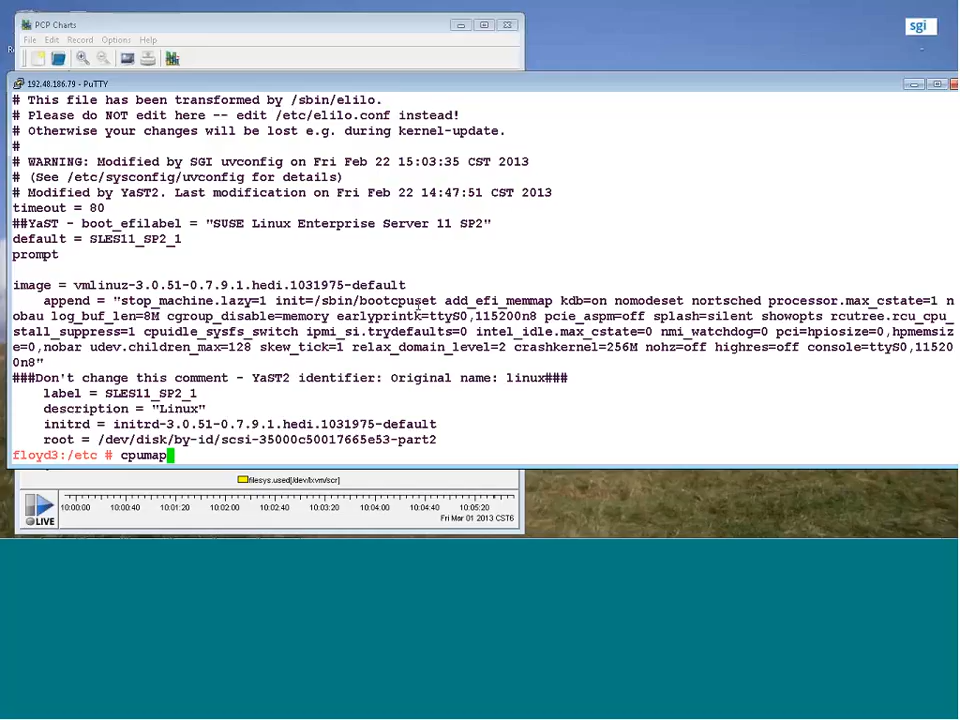 PCP Charts
File Edit Record Options Help
sgi
192.48.186.79 - PuTTY
# This file has been transformed by /sbin/elilo.
# Please do NOT edit here -- edit /etc/elilo.conf instead!
# Otherwise your changes will be lost e.g. during kernel-update.
#
# WARNING: Modified by SGI uvconfig on Fri Feb 22 15:03:35 CST 2013
# (See /etc/sysconfig/uvconfig for details)
# Modified by YaST2. Last modification on Fri Feb 22 14:47:51 CST 2013
timeout = 80
##YaST - boot_efilabel = "SUSE Linux Enterprise Server 11 SP2"
default = SLES11_SP2_1
prompt
image = vmlinuz-3.0.51-0.7.9.1.hedi.1031975-default
append = "stop_machine.lazy=1 init=/sbin/bootcpuset add_efi_memmap kdb=on nomodeset nortsched processor.max_cstate=1 n
obau log_buf_len=8M cgroup_disable=memory earlyprintk=ttyS0,115200n8 pcie_aspm=off splash=silent showopts rcutree.rcu_cpu_
stall_suppress=1 cpuidle_sysfs_switch ipmi_si.trydefaults=0 intel_idle.max_cstate=0 nmi_watchdog=0 pci=hpiosize=0,hpmemsiz
e=0,nobar udev.children_max=128 skew_tick=1 relax_domain_level=2 crashkernel=256M nohz=off highres=off console=ttyS0,11520
0n8"
###Don't change this comment - YaST2 identifier: Original name: linux###
label = SLES11_SP2_1
description = "Linux"
initrd = initrd-3.0.51-0.7.9.1.hedi.1031975-default
root = /dev/disk/by-id/scsi-35000c50017665e53-part2
floyd3:/etc # cpumap
filesys.used[/dev/lxvm/scr]
LIVE
10:00:00 10:00:40 10:01:20 10:02:00 10:02:40 10:03:20 10:04:00 10:04:40 10:05:20
Fri Mar 01 2013 CST6